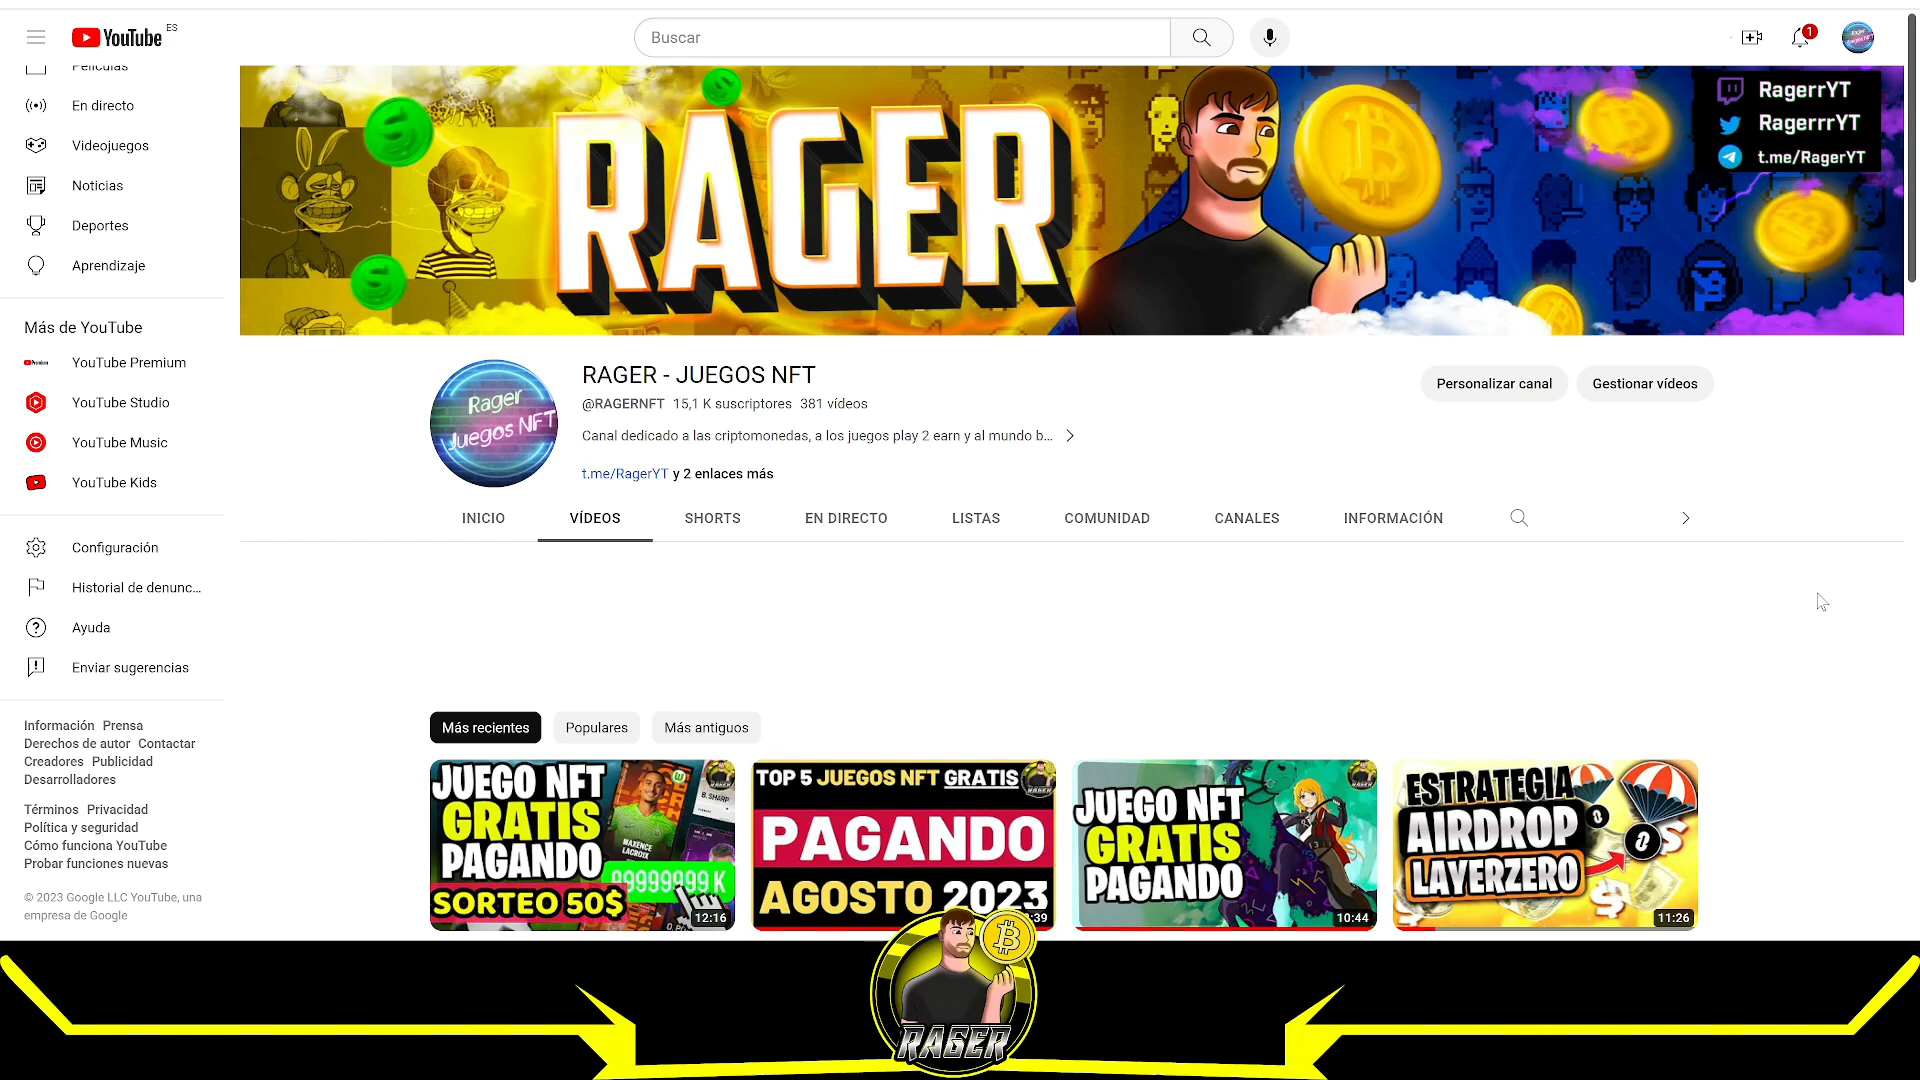 YouTube ES
Buscar
1
Películas
En directo
Videojuegos
Noticias
Deportes
Aprendizaje
Más de YouTube
YouTube Premium
YouTube Studio
YouTube Music
YouTube Kids
Configuración
Historial de denunc...
Ayuda
Enviar sugerencias
Información Prensa
Derechos de autor Contactar
Creadores Publicidad
Desarrolladores
Términos Privacidad
Política y seguridad
Cómo funciona YouTube
Probar funciones nuevas
© 2023 Google LLC YouTube, una
empresa de Google
RAGER
RagerrYT
RagerrrYT
t.me/RagerYT
Rager
Juegos NFT
RAGER - JUEGOS NFT
@RAGERNFT 15,1 K suscriptores 381 vídeos
Canal dedicado a las criptomonedas, a los juegos play 2 earn y al mundo b...
t.me/RagerYT y 2 enlaces más
Personalizar canal
Gestionar vídeos
INICIO
VÍDEOS
SHORTS
EN DIRECTO
LISTAS
COMUNIDAD
CANALES
INFORMACIÓN
Más recientes
Populares
Más antiguos
JUEGO NFT
GRATIS
PAGANDO
SORTEO 50$
B. SHARP
MAXENCE
LACROIX
99999999 K
12:16
TOP 5 JUEGOS NFT GRATIS
PAGANDO
AGOSTO 2023
:39
JUEGO NFT
GRATIS
PAGANDO
10:44
ESTRATEGIA
AIRDROP
LAYERZERO
11:26
RAGER